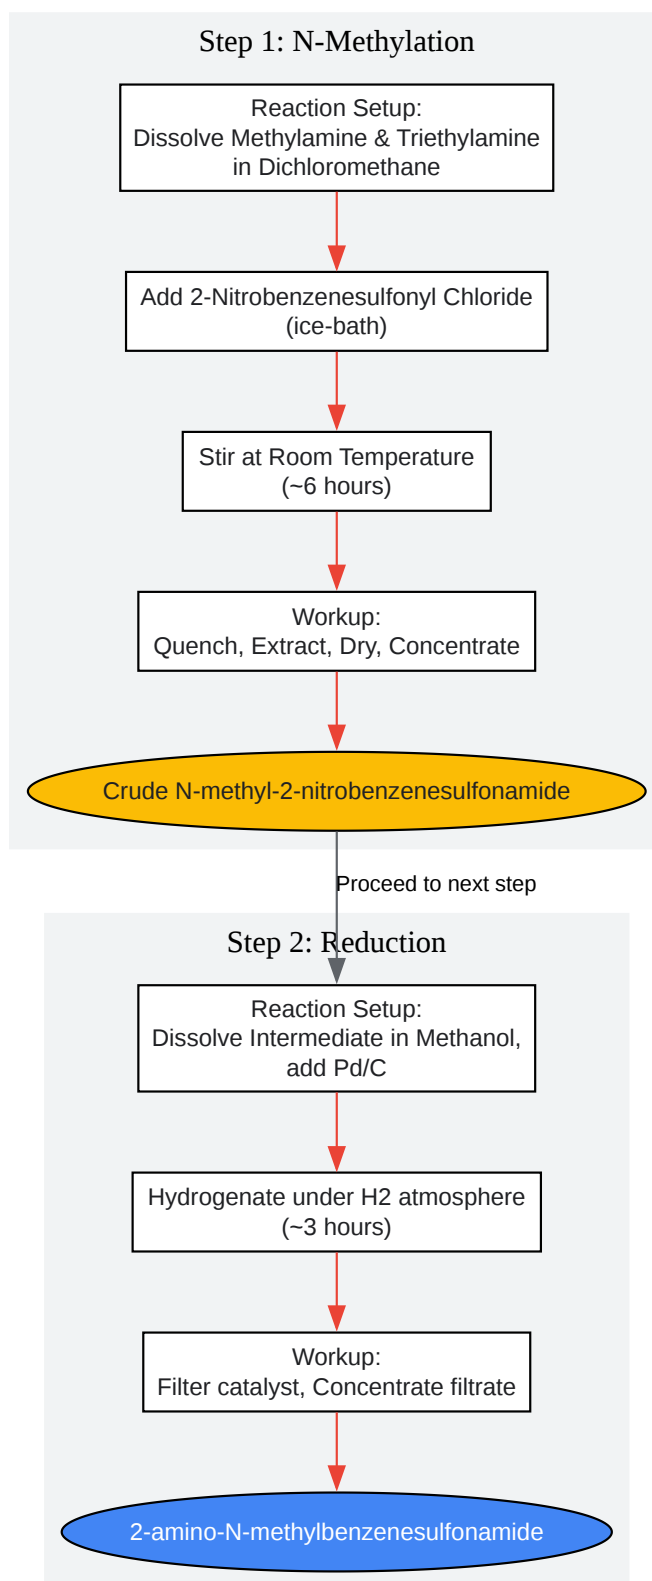 Step 1: N-Methylation
Reaction Setup:
Dissolve Methylamine & Triethylamine
in Dichloromethane
Add 2-Nitrobenzenesulfonyl Chloride
(ice-bath)
Stir at Room Temperature
(~6 hours)
Workup:
Quench, Extract, Dry, Concentrate
Crude N-methyl-2-nitrobenzenesulfonamide
Proceed to next step
Step 2: Reduction
Reaction Setup:
Dissolve Intermediate in Methanol,
add Pd/C
Hydrogenate under H2 atmosphere
(~3 hours)
Workup:
Filter catalyst, Concentrate filtrate
2-amino-N-methylbenzenesulfonamide